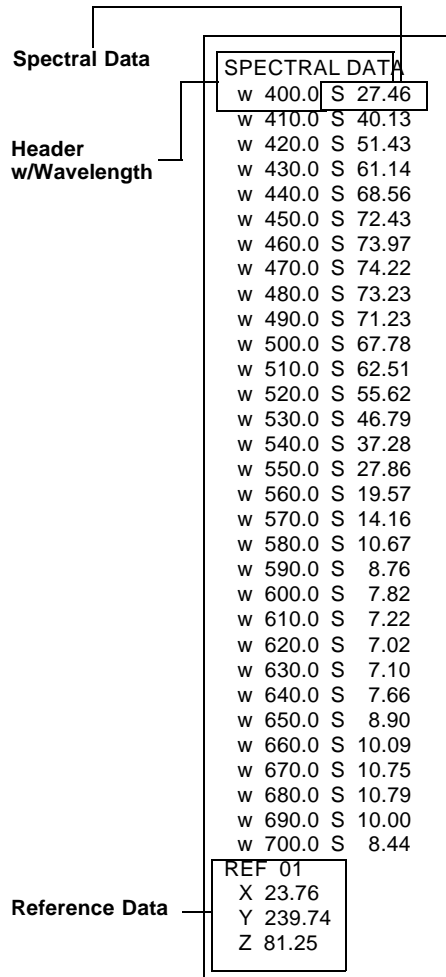 Spectral Data
SPECTRAL DATA
w 400.0 S 27.46
w 410.0 S 40.13
Header
w/Wavelength
w 420.0 S 51.43
w 430.0 S 61.14
w 440.0 S 68.56
w 450.0 S 72.43
w 460.0 S 73.97
w 470.0 S 74.22
w 480.0 S 73.23
w 490.0 S 71.23
w 500.0 S 67.78
w 510.0 S 62.51
w 520.0 S 55.62
w 530.0 S 46.79
w 540.0 S 37.28
w 550.0 S 27.86
w 560.0 S 19.57
w 570.0 S 14.16
w 580.0 S 10.67
w 590.0 S 8.76
w 600.0 S 7.82
w 610.0 S 7.22
w 620.0 S 7.02
w 630.0 S 7.10
w 640.0 S 7.66
w 650.0 S 8.90
w 660.0 S 10.09
w 670.0 S 10.75
w 680.0 S 10.79
w 690.0 S 10.00
w 700.0 S 8.44
Reference Data
REF 01
X 23.76
Y 239.74
Z 81.25